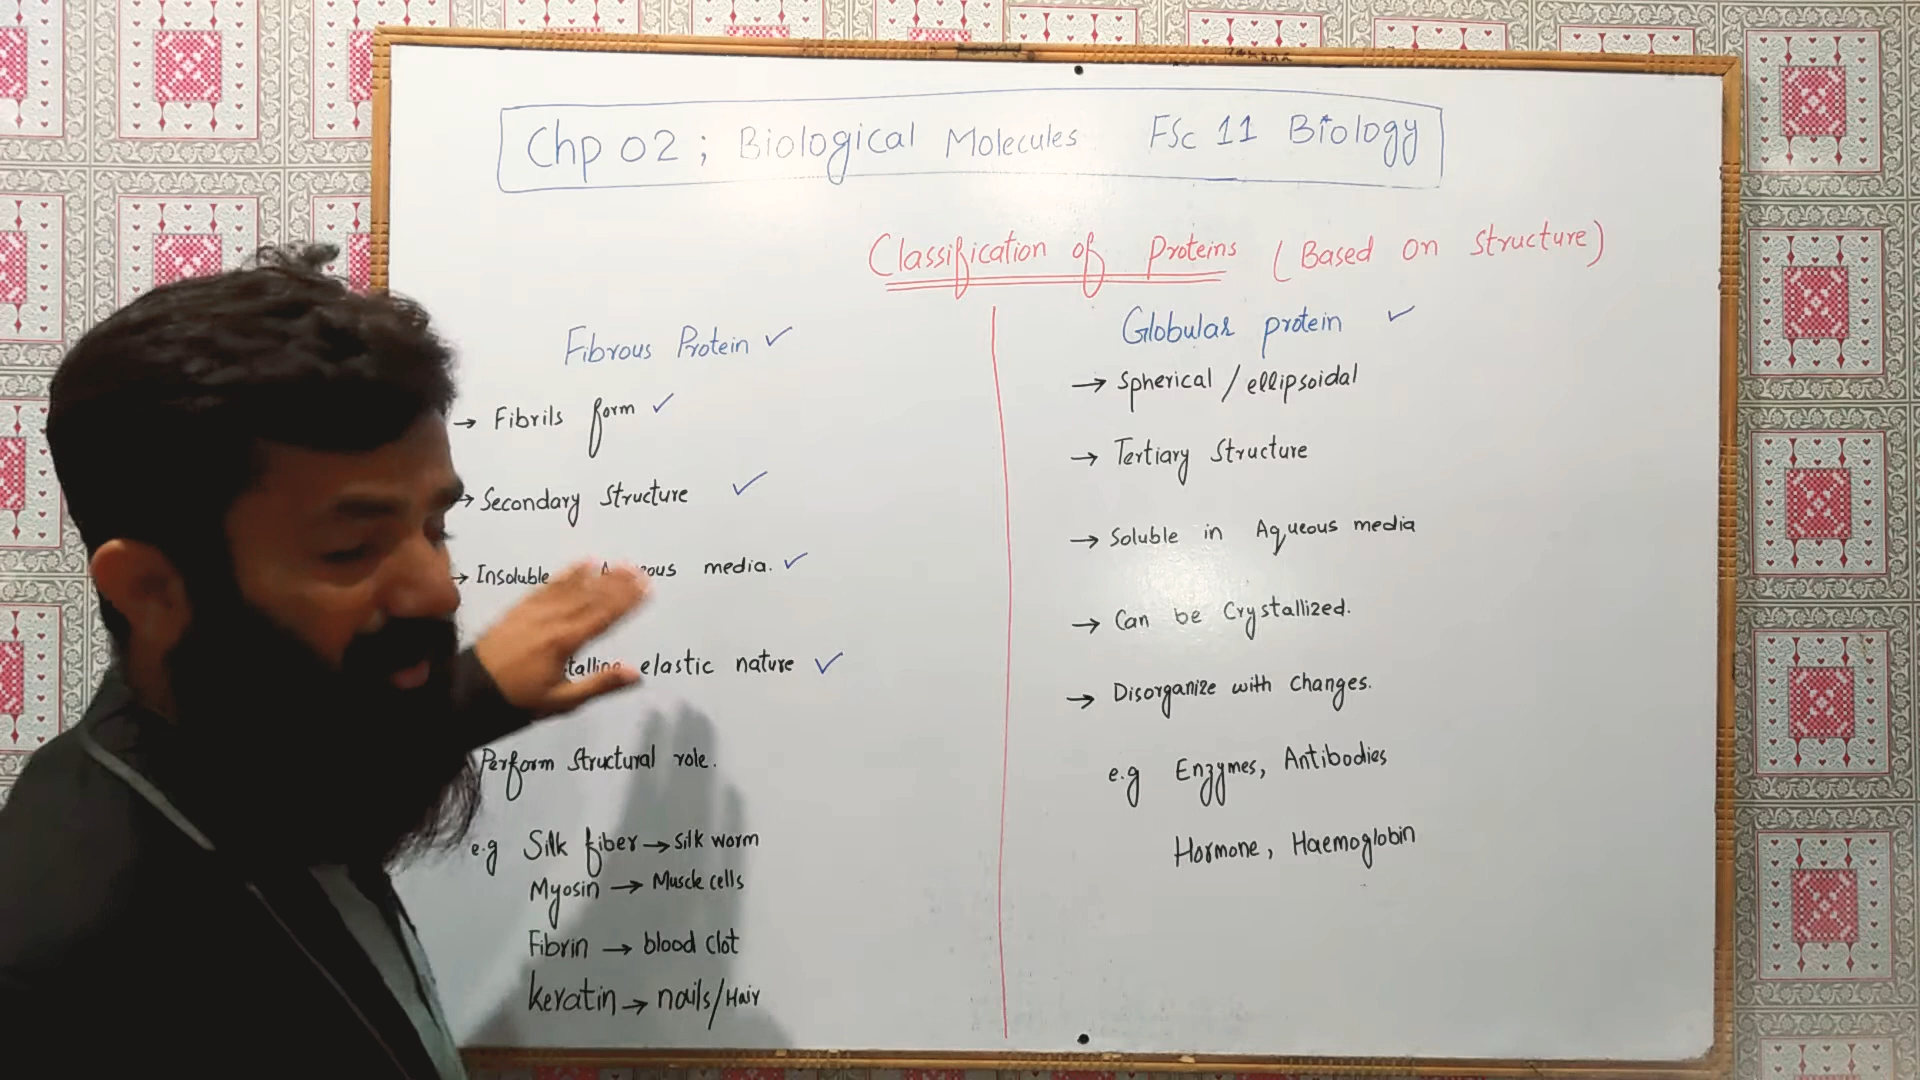 Chp 02 ; Biological Molecules FSc 11 Biology
Classification of Proteins (Based on Structure)
Fibrous Protein ✓
→ Fibrils form ✓
→ Secondary Structure ✓
→ Insoluble media. ✓
elastic nature ✓
Perform Structural role.
e.g Silk fiber → Silk worm
Myosin → Muscle cells
Fibrin → blood Clot
keratin → nails/Hair
Globular protein ✓
→ Spherical / ellipsoidal
→ Tertiary Structure
→ Soluble in Aqueous media
→ Can be Crystallized.
→ Disorganize with Changes.
e.g Enzymes, Antibodies
Hormone, Haemoglobin